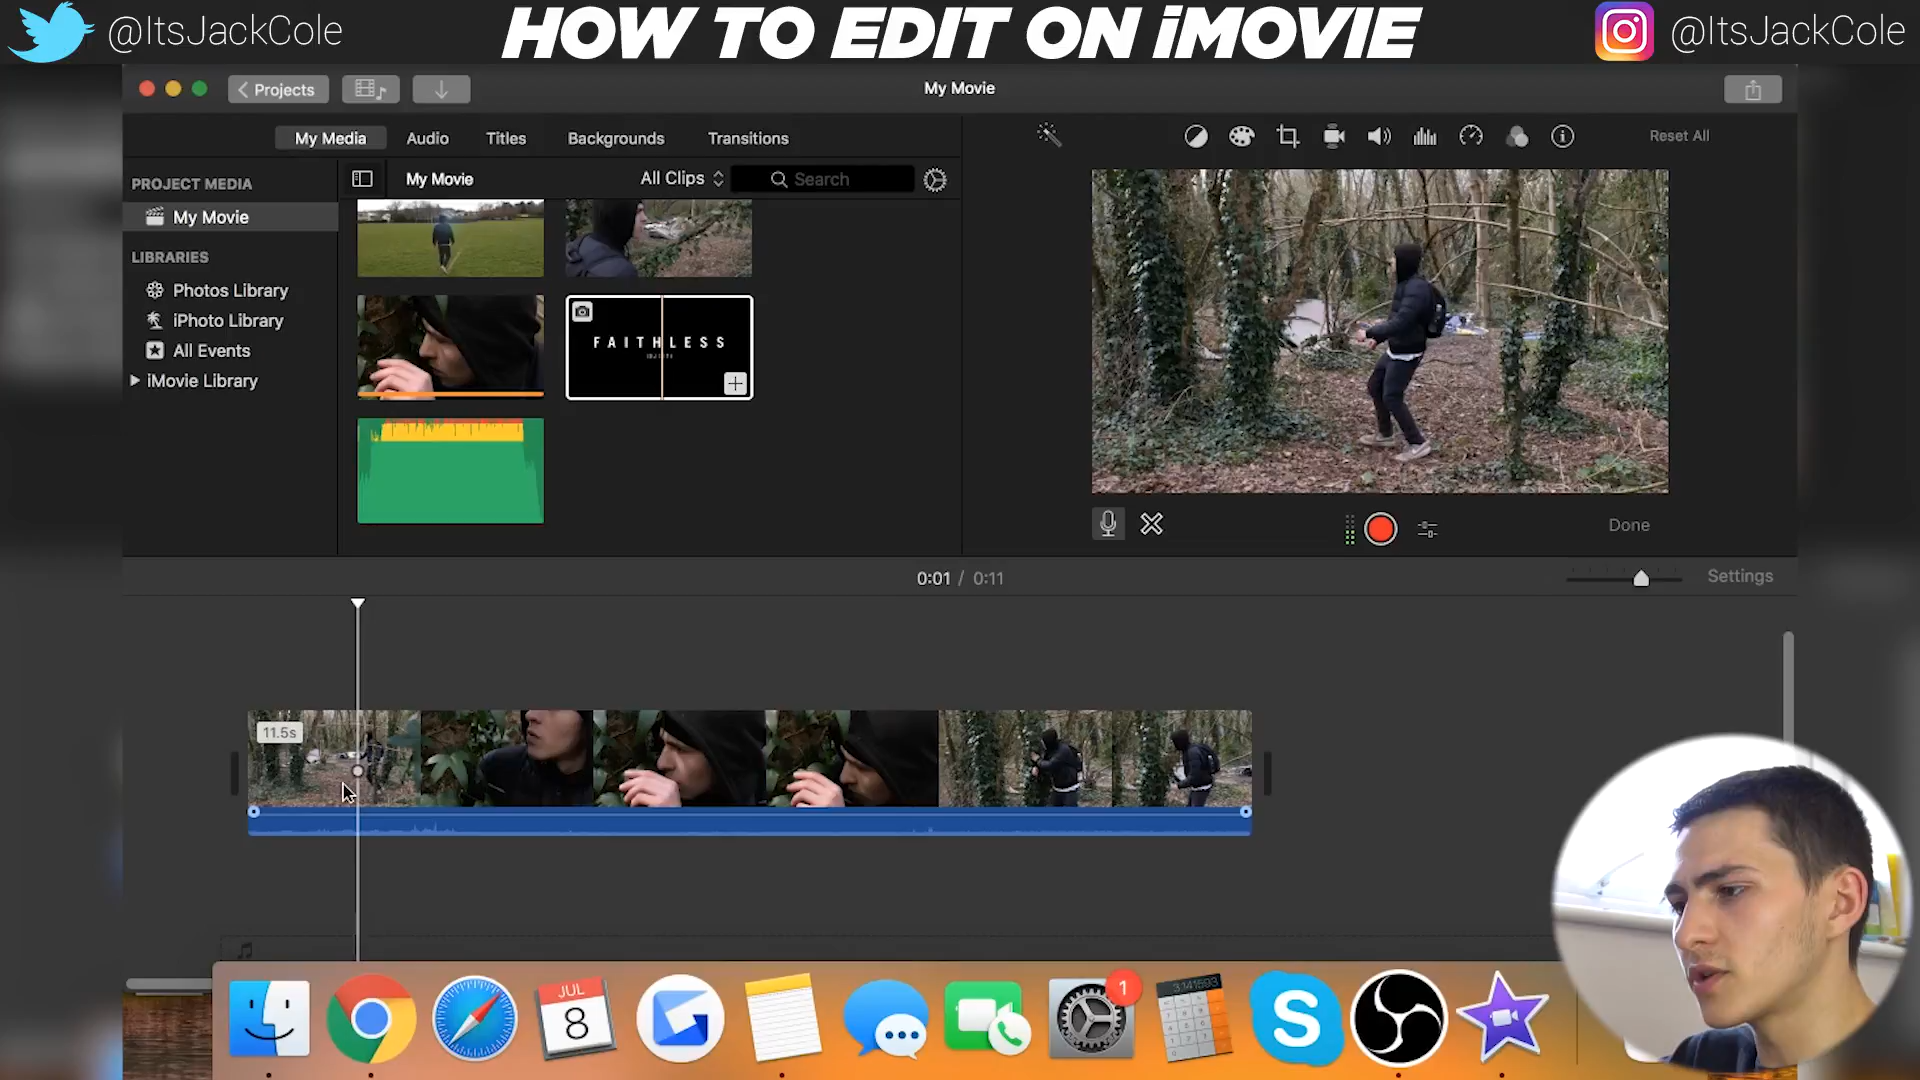 @ItsJackCole
HOW TO EDIT ON iMOVIE
@ItsJackCole
Projects
My Movie
My Media
Audio
Titles
Backgrounds
Transitions
Reset All
PROJECT MEDIA
My Movie
All Clips
Search
My Movie
LIBRARIES
Photos Library
iPhoto Library
All Events
iMovie Library
FAITHLESS
Done
0:01 / 0:11
Settings
11.5s
JUL
8
1
3.141593
S